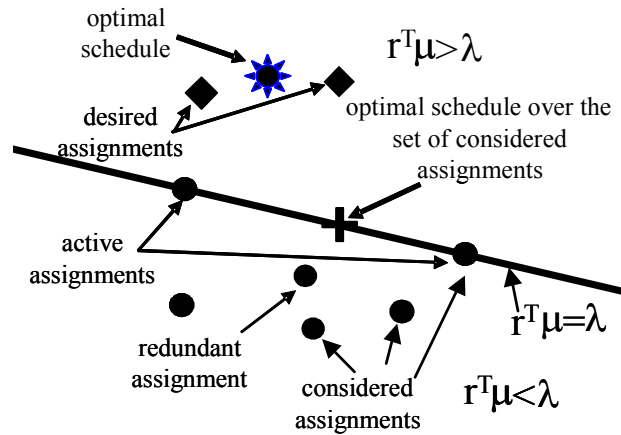 optimal
schedule
r^Tμ>λ
desired
assignments
optimal schedule over the
set of considered
assignments
active
assignments
r^Tμ=λ
redundant
assignment
considered
assignments
r^Tμ<λ